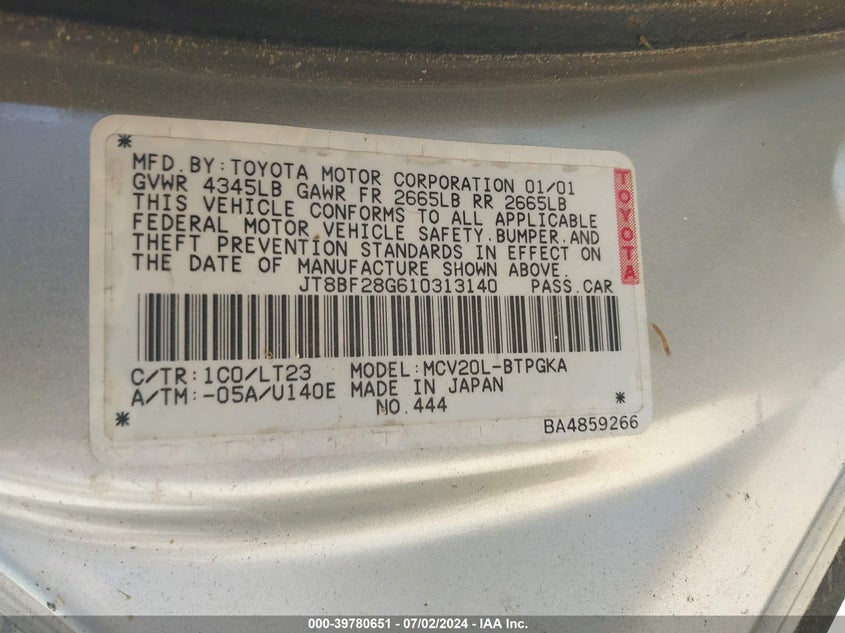 MFD.BY:TOYOTA MOTOR CORPORATION 01/01
GVWR 4345LB GAWR FR 2665LB RR 2665LB
THIS VEHICLE CONFORMS TO ALL APPLICABLE
FEDERAL MOTOR VEHICLE SAFETY.BUMPER.AND
THEFT PREVENTION STANDARDS IN EFFECT ON
THE DATE OF MANUFACTURE SHOWN ABOVE.
TOYOTA
JT8BF28G610313140 PASS.CAR
C/TR:1C0/LT23 MODEL:MCV20L-BTPGKA
A/TM:-05A/U140E MADE IN JAPAN
NO.444
BA4859266
000-39780651 | 07/02/2024 - IAA Inc.